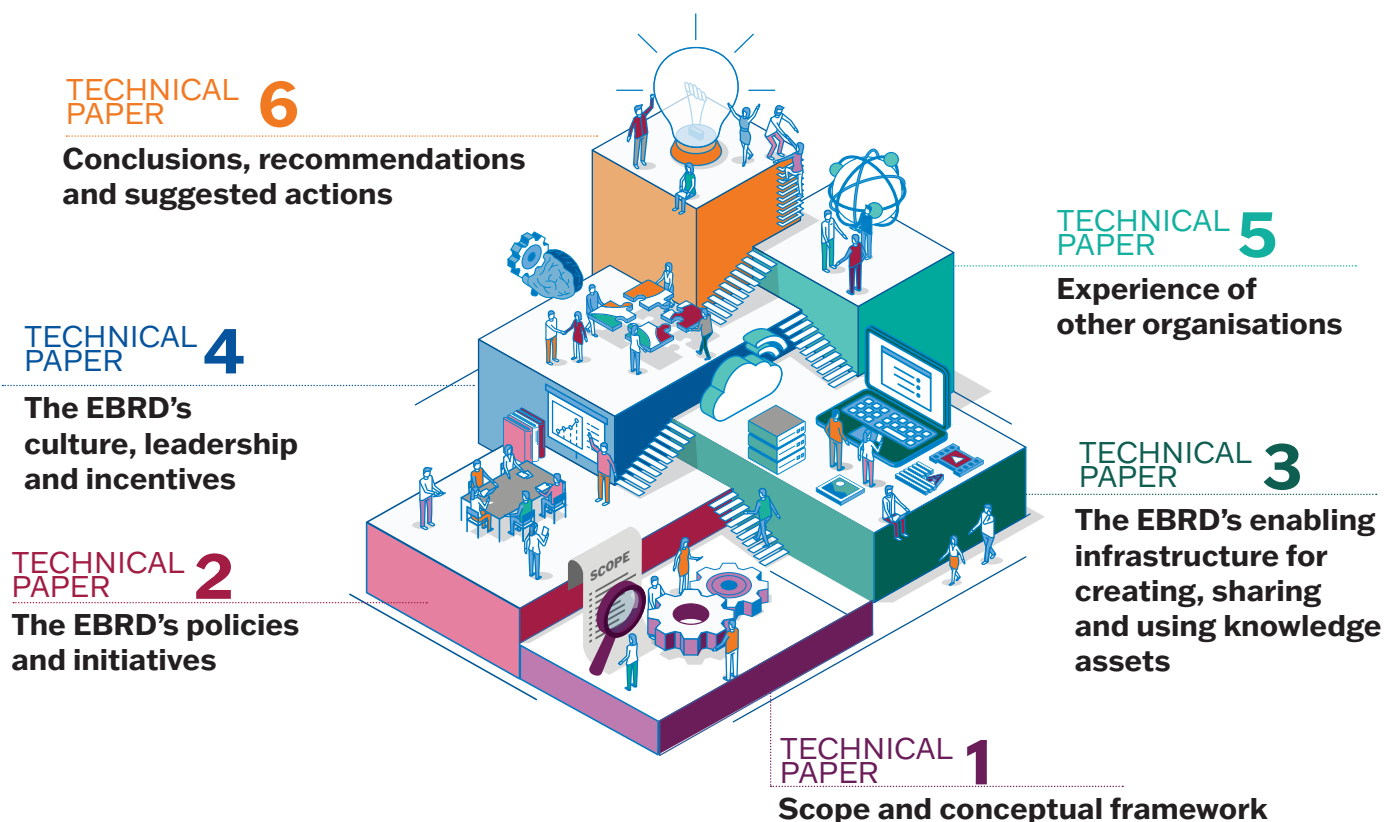 TECHNICAL
PAPER 6
Conclusions, recommendations
and suggested actions
TECHNICAL
PAPER 5
Experience of
other organisations
TECHNICAL
PAPER 4
The EBRD's
culture, leadership
and incentives
TECHNICAL
PAPER 3
The EBRD's enabling
infrastructure for
creating, sharing
and using knowledge
assets
TECHNICAL
PAPER 2
The EBRD's policies
and initiatives
SCOPE
TECHNICAL
PAPER 1
Scope and conceptual framework